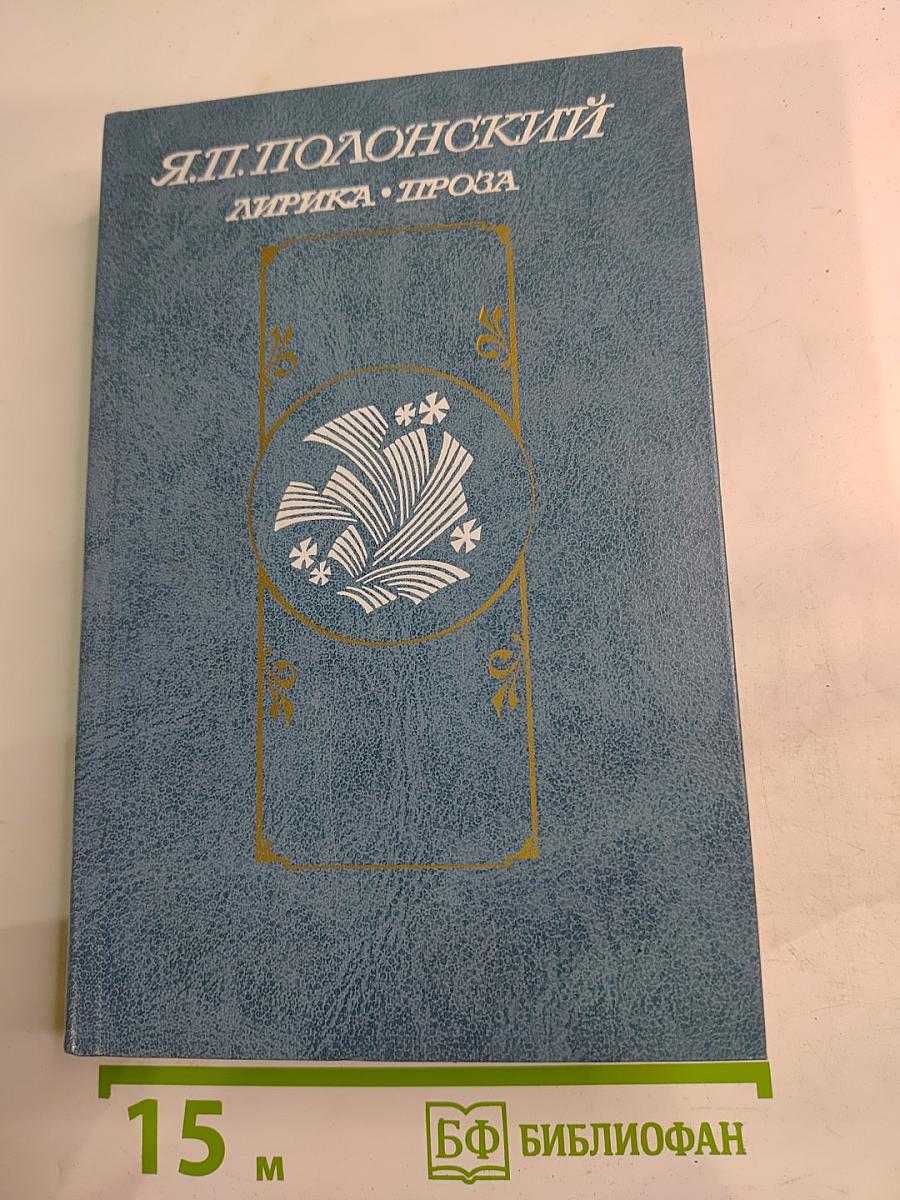 Я.П.ПОЛОНСКИЙ
ЛИРИКА • ПРОЗА
15 м
БФ БИБЛИОФАН